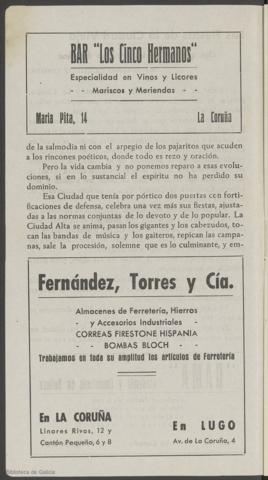 BAR "Los Cinco Hermanos"
Especialidad en Vinos y Licores
- - Mariscos y Meriendas - -
María Pita, 14 La Coruña
de la salmodia ni con el arpegio de los pajaritos que acuden
a los rincones poéticos, donde todo es rezo y oración.
Pero la vida cambia y no ponemos reparo a esas evolu-
ciones, si en lo sustancial el espíritu no ha perdido su
dominio.
Esa Ciudad que tenía por pórtico dos puertas con forti-
ficaciones de defensa, celebra una vez más sus fiestas, ajusta-
das a las normas conjuntas de lo devoto y de lo popular. La
Ciudad Alta se anima, pasan los gigantes y los cabezudos, to-
can las bandas de música y los gaiteros, repican las campa-
nas, sale la procesión, solemne que es lo culminante, y em-
Fernández, Torres y Cía.
Almacenes de Ferretería, Hierros
- y Accesorios Industriales -
CORREAS FIRESTONE HISPANIA
- BOMBAS BLOCH - -
Trabajamos en toda su amplitud los artículos de Ferretería
En LA CORUÑA
Linares Rivas, 12 y
Cantón Pequeño, 6 y 8
En LUGO
Av. de La Coruña, 4
Biblioteca de Galicia